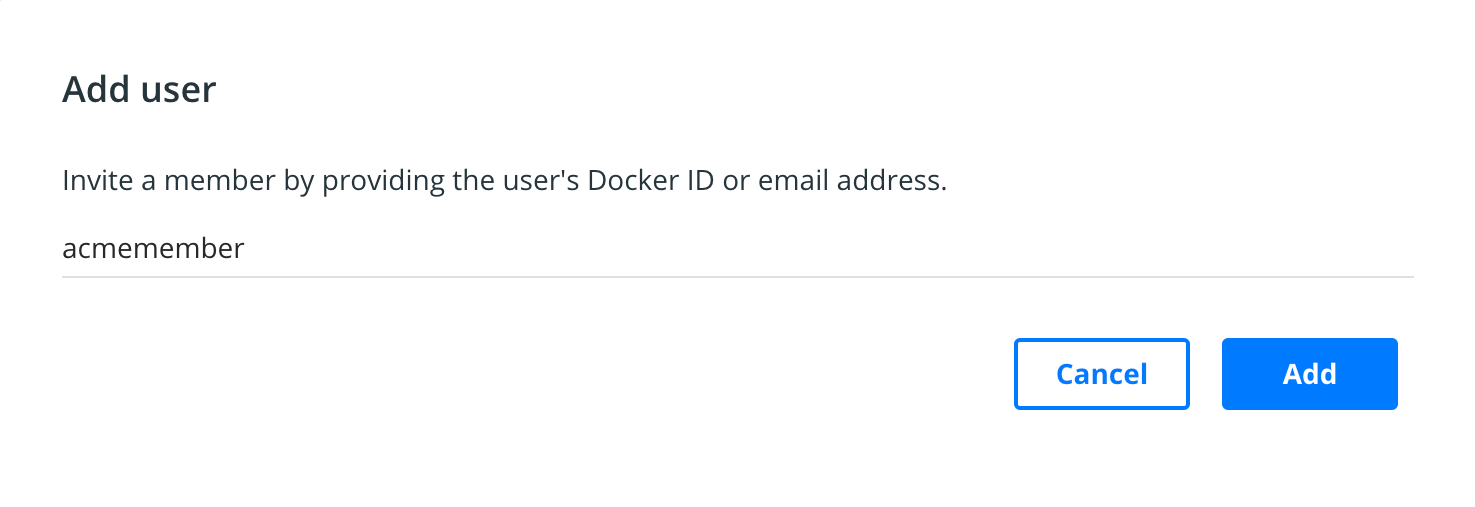 Add user
Invite a member by providing the user's Docker ID or email address.
acmemember
Cancel Add